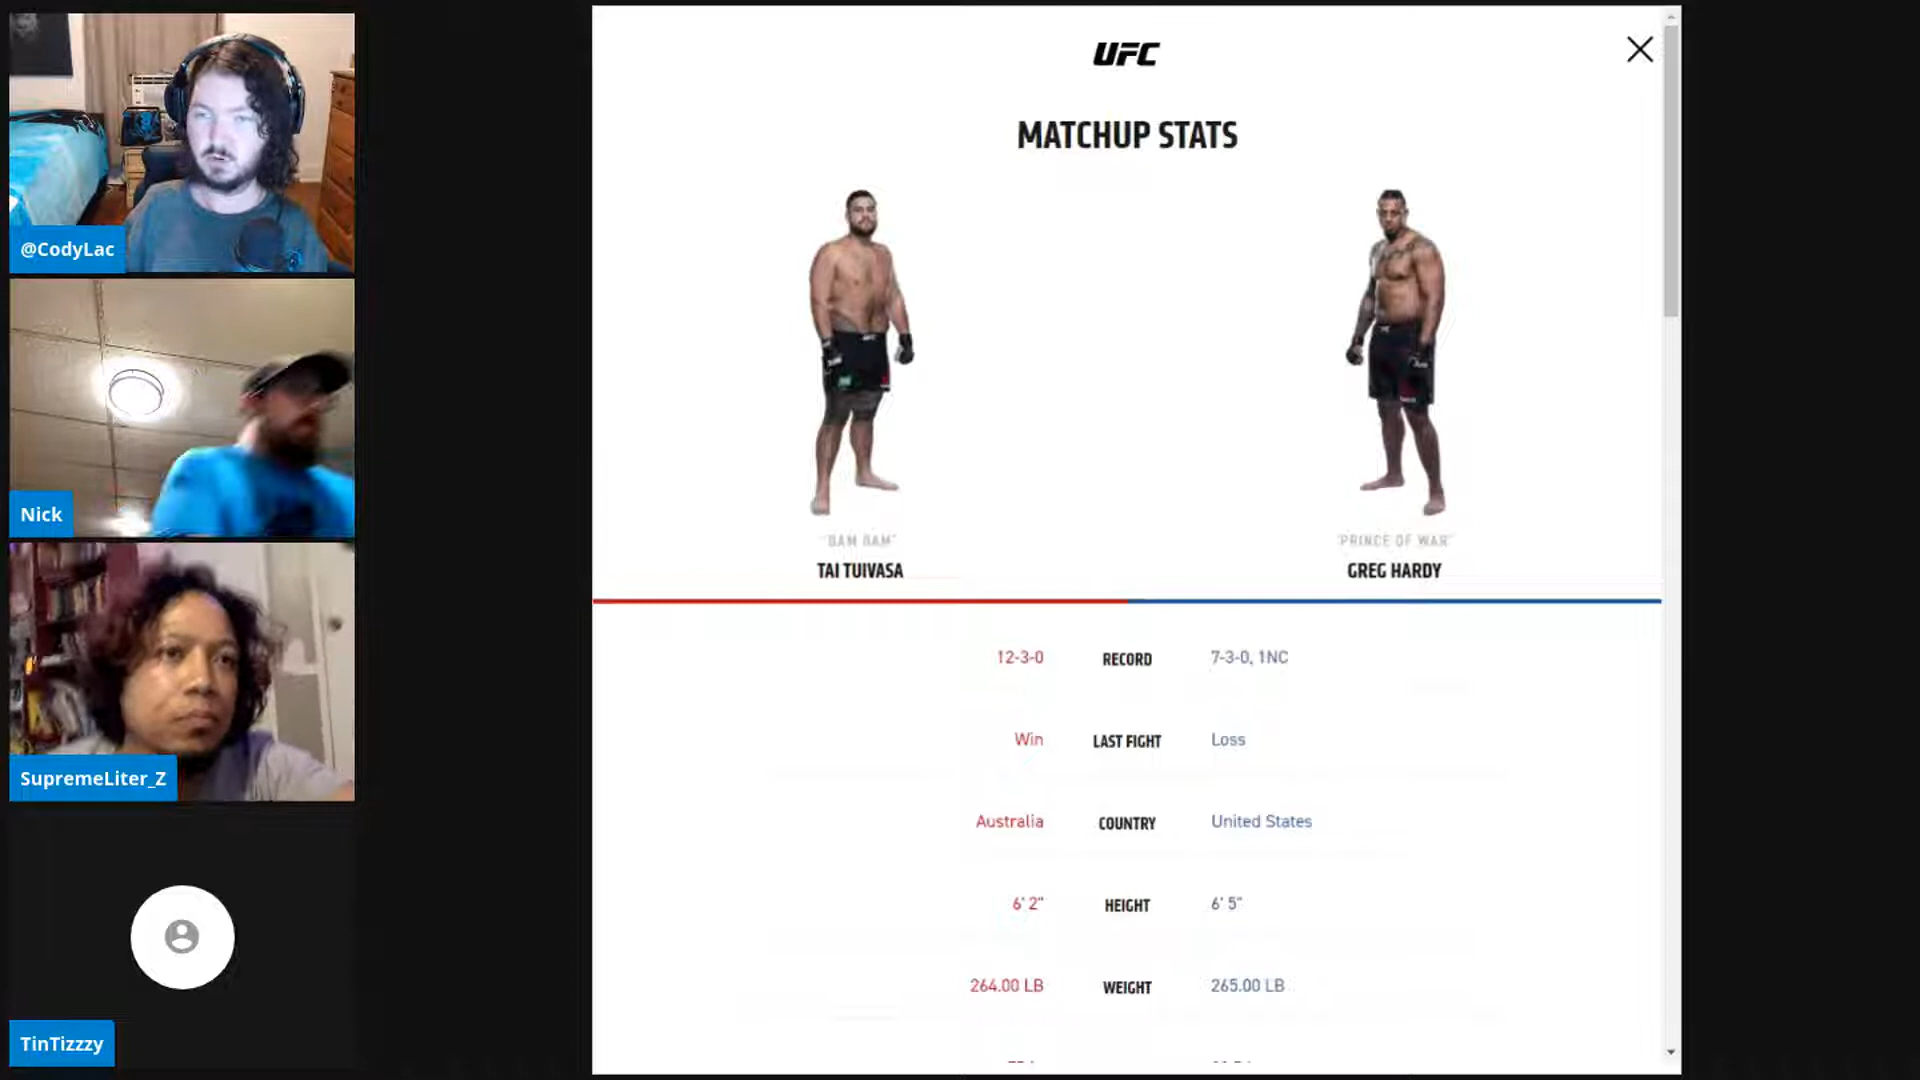 @CodyLac
Nick
SupremeLiter_Z
TinTizzzy
UFC
MATCHUP STATS
"BAM BAM"
TAI TUIVASA
"PRINCE OF WAR"
GREG HARDY
12-3-0 RECORD 7-3-0, 1NC
Win LAST FIGHT Loss
Australia COUNTRY United States
6' 2" HEIGHT 6' 5"
264.00 LB WEIGHT 265.00 LB